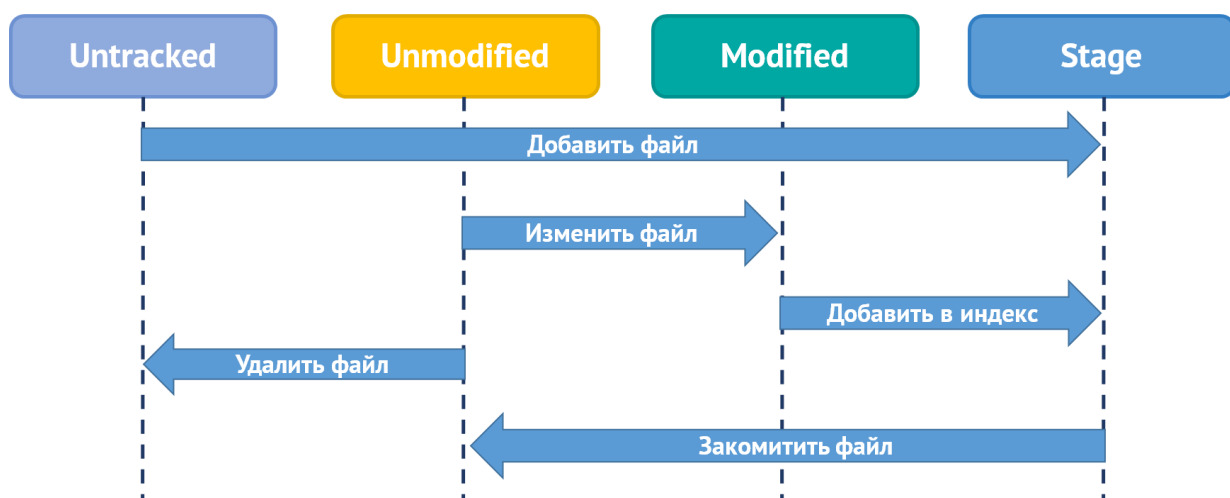 Untracked
Unmodified
Modified
Stage
Добавить файл
Изменить файл
Добавить в индекс
Удалить файл
Закомитить файл